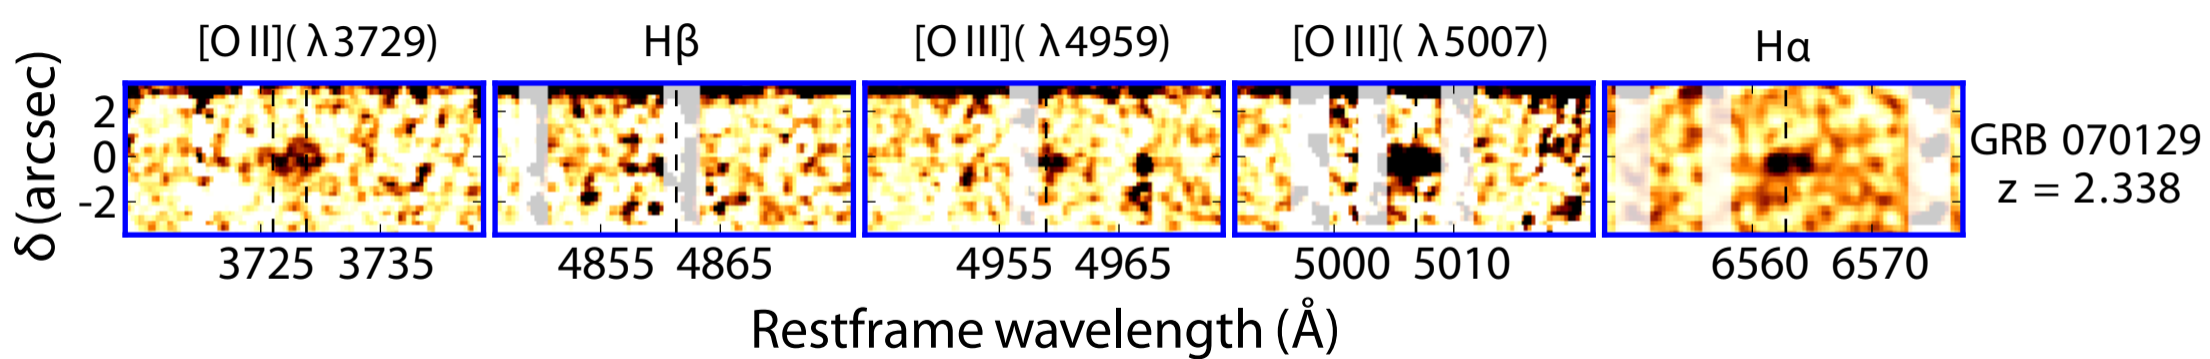 [O II]( λ3729) Hβ [O III]( λ4959) [O III]( λ5007) Hα
δ (arcsec)
2
0
-2
GRB 070129
z = 2.338
3725 3735 4855 4865 4955 4965 5000 5010 6560 6570
Restframe wavelength (Å)